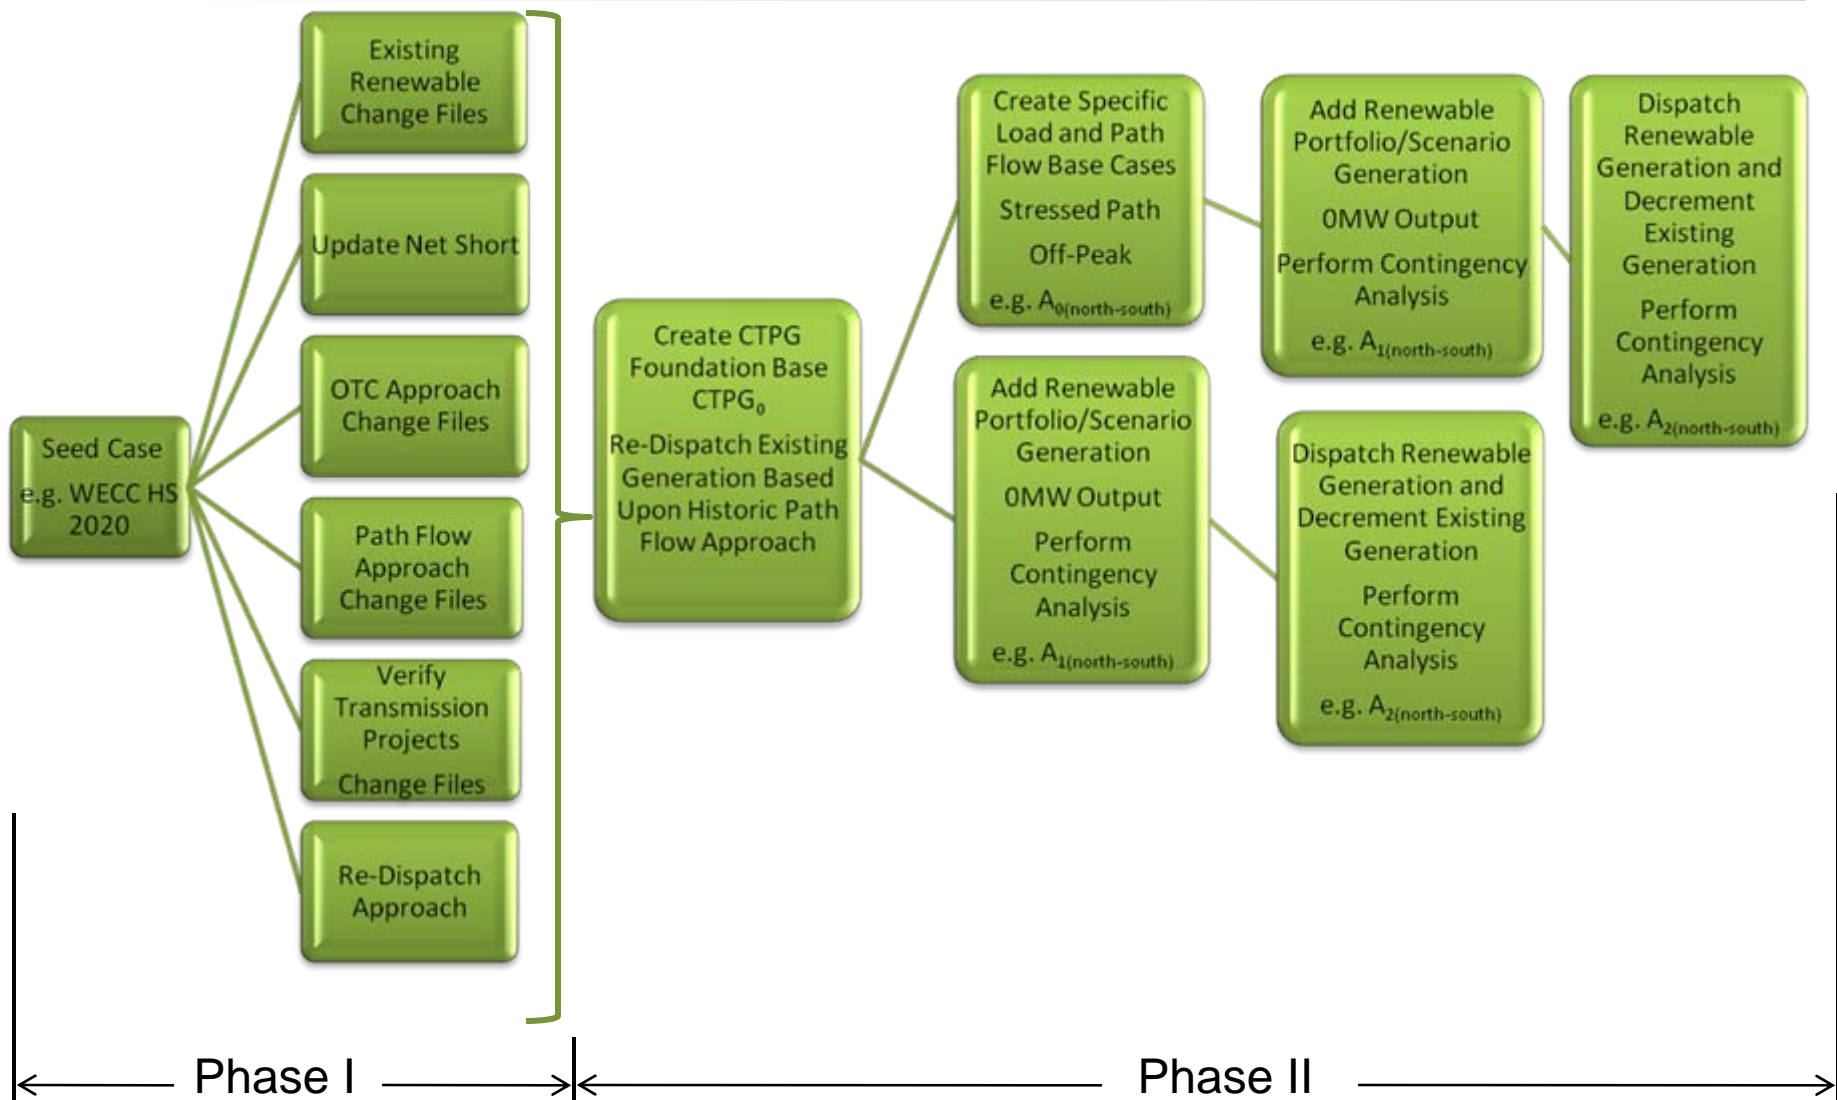 Existing
Renewable
Change Files
Update Net Short
OTC Approach
Change Files
Seed Case
e.g. WECC HS
2020
Path Flow
Approach
Change Files
Verify
Transmission
Projects
Change Files
Re-Dispatch
Approach
Create CTPG
Foundation Base
CTPG₀
Re-Dispatch Existing
Generation Based
Upon Historic Path
Flow Approach
Create Specific
Load and Path
Flow Base Cases
Stressed Path
Off-Peak
e.g. A0(north-south)
Add Renewable
Portfolio/Scenario
Generation
0MW Output
Perform Contingency
Analysis
e.g. A1(north-south)
Dispatch
Renewable
Generation and
Decrement
Existing
Generation
Perform
Contingency
Analysis
e.g. A2(north-south)
Add Renewable
Portfolio/Scenario
Generation
0MW Output
Perform
Contingency
Analysis
e.g. A1(north-south)
Dispatch Renewable
Generation and
Decrement Existing
Generation
Perform
Contingency
Analysis
e.g. A2(north-south)
Phase I
Phase II